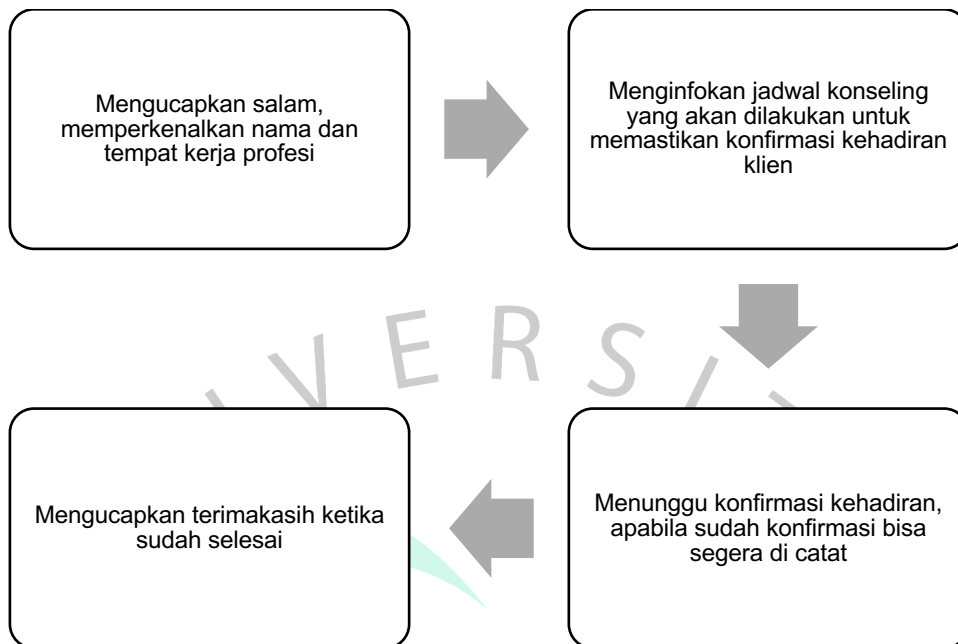 Mengucapkan salam,
memperkenalkan nama dan
tempat kerja profesi
Menginfokan jadwal konseling
yang akan dilakukan untuk
memastikan konfirmasi kehadiran
klien
Menunggu konfirmasi kehadiran,
apabila sudah konfirmasi bisa
segera di catat
Mengucapkan terimakasih ketika
sudah selesai